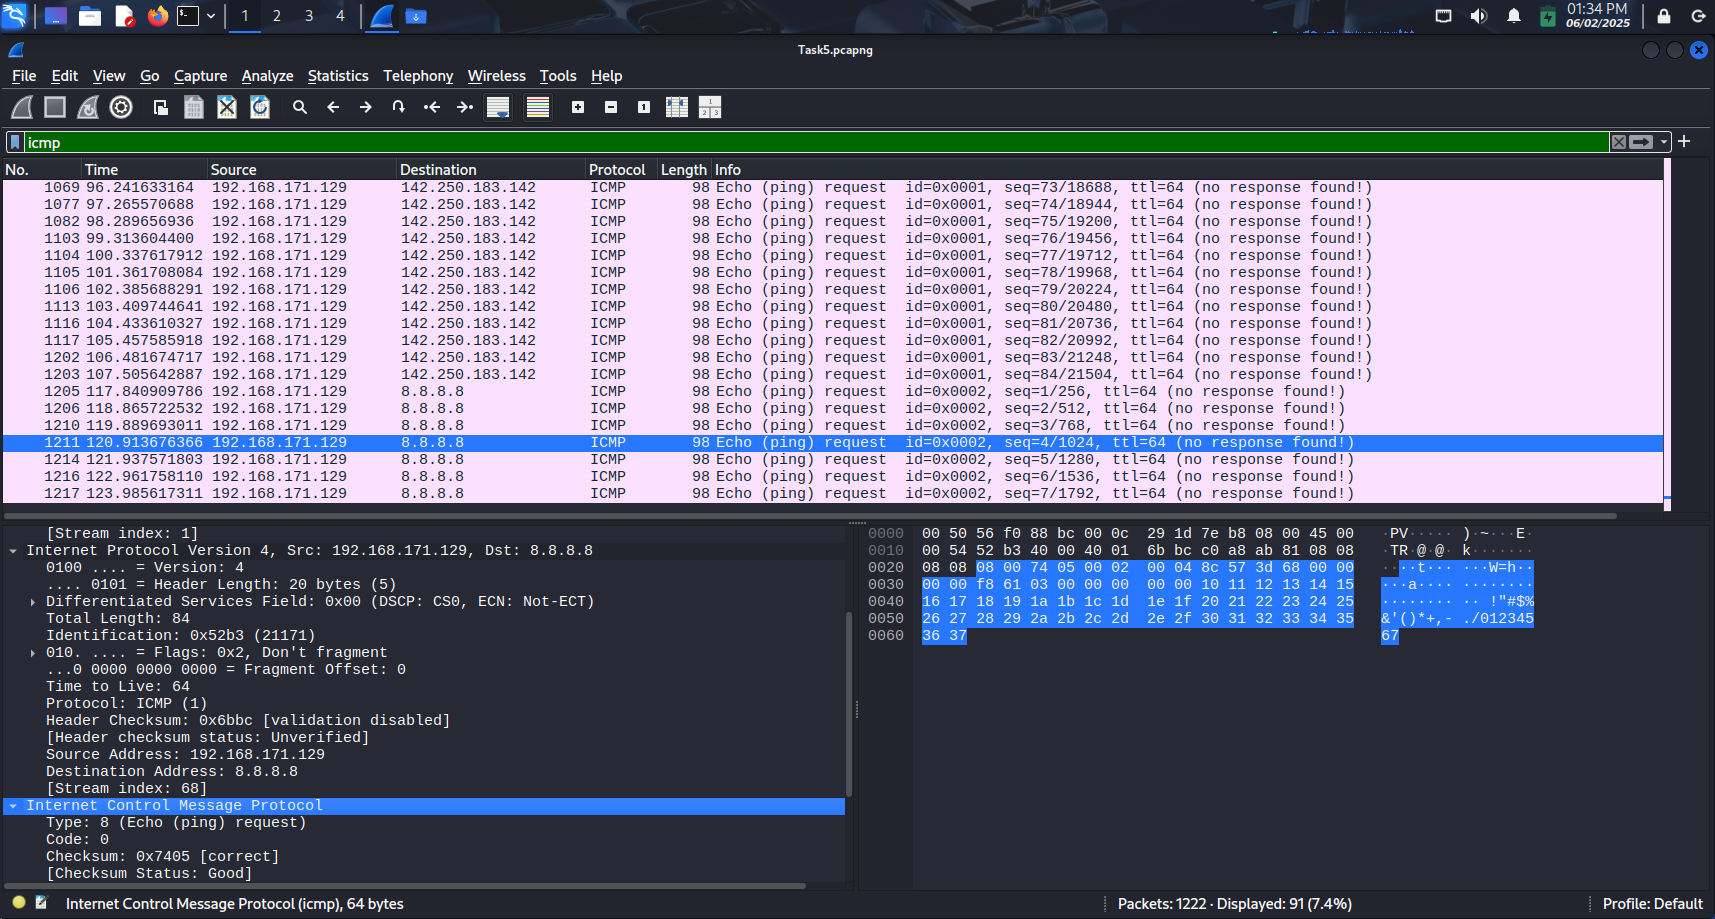 1 2 3 4
01:34 PM
06/02/2025
Task5.pcapng
File Edit View Go Capture Analyze Statistics Telephony Wireless Tools Help
icmp
No. Time Source Destination Protocol Length Info
1069 96.241633164 192.168.171.129 142.250.183.142 ICMP 98 Echo (ping) request id=0x0001, seq=73/18688, ttl=64 (no response found!)
1077 97.265570688 192.168.171.129 142.250.183.142 ICMP 98 Echo (ping) request id=0x0001, seq=74/18944, ttl=64 (no response found!)
1082 98.289656936 192.168.171.129 142.250.183.142 ICMP 98 Echo (ping) request id=0x0001, seq=75/19200, ttl=64 (no response found!)
1103 99.313604400 192.168.171.129 142.250.183.142 ICMP 98 Echo (ping) request id=0x0001, seq=76/19456, ttl=64 (no response found!)
1104 100.337617912 192.168.171.129 142.250.183.142 ICMP 98 Echo (ping) request id=0x0001, seq=77/19712, ttl=64 (no response found!)
1105 101.361708084 192.168.171.129 142.250.183.142 ICMP 98 Echo (ping) request id=0x0001, seq=78/19968, ttl=64 (no response found!)
1106 102.385688291 192.168.171.129 142.250.183.142 ICMP 98 Echo (ping) request id=0x0001, seq=79/20224, ttl=64 (no response found!)
1113 103.409744641 192.168.171.129 142.250.183.142 ICMP 98 Echo (ping) request id=0x0001, seq=80/20480, ttl=64 (no response found!)
1116 104.433610327 192.168.171.129 142.250.183.142 ICMP 98 Echo (ping) request id=0x0001, seq=81/20736, ttl=64 (no response found!)
1117 105.457585918 192.168.171.129 142.250.183.142 ICMP 98 Echo (ping) request id=0x0001, seq=82/20992, ttl=64 (no response found!)
1202 106.481674717 192.168.171.129 142.250.183.142 ICMP 98 Echo (ping) request id=0x0001, seq=83/21248, ttl=64 (no response found!)
1203 107.505642887 192.168.171.129 142.250.183.142 ICMP 98 Echo (ping) request id=0x0001, seq=84/21504, ttl=64 (no response found!)
1205 117.840909786 192.168.171.129 8.8.8.8 ICMP 98 Echo (ping) request id=0x0002, seq=1/256, ttl=64 (no response found!)
1206 118.865722532 192.168.171.129 8.8.8.8 ICMP 98 Echo (ping) request id=0x0002, seq=2/512, ttl=64 (no response found!)
1210 119.889693011 192.168.171.129 8.8.8.8 ICMP 98 Echo (ping) request id=0x0002, seq=3/768, ttl=64 (no response found!)
1211 120.913676366 192.168.171.129 8.8.8.8 ICMP 98 Echo (ping) request id=0x0002, seq=4/1024, ttl=64 (no response found!)
1214 121.937571803 192.168.171.129 8.8.8.8 ICMP 98 Echo (ping) request id=0x0002, seq=5/1280, ttl=64 (no response found!)
1216 122.961758110 192.168.171.129 8.8.8.8 ICMP 98 Echo (ping) request id=0x0002, seq=6/1536, ttl=64 (no response found!)
1217 123.985617311 192.168.171.129 8.8.8.8 ICMP 98 Echo (ping) request id=0x0002, seq=7/1792, ttl=64 (no response found!)
[Stream index: 1]
Internet Protocol Version 4, Src: 192.168.171.129, Dst: 8.8.8.8
0100 .... = Version: 4
.... 0101 = Header Length: 20 bytes (5)
Differentiated Services Field: 0x00 (DSCP: CS0, ECN: Not-ECT)
Total Length: 84
Identification: 0x52b3 (21171)
010. .... = Flags: 0x2, Don't fragment
...0 0000 0000 0000 = Fragment Offset: 0
Time to Live: 64
Protocol: ICMP (1)
Header Checksum: 0x6bbc [validation disabled]
[Header checksum status: Unverified]
Source Address: 192.168.171.129
Destination Address: 8.8.8.8
[Stream index: 68]
Internet Control Message Protocol
Type: 8 (Echo (ping) request)
Code: 0
Checksum: 0x7405 [correct]
[Checksum Status: Good]
0000 00 50 56 f0 88 bc 00 0c 29 1d 7e b8 08 00 45 00 ·PV·····)·~···E·
0010 00 54 52 b3 40 00 40 01 6b bc c0 a8 ab 81 08 08 ·TR·@·@·k·······
0020 08 08 08 00 74 05 00 02 00 04 8c 57 3d 68 00 00 ····t······W=h··
0030 00 00 f8 61 03 00 00 00 00 00 10 11 12 13 14 15 ···a············
0040 16 17 18 19 1a 1b 1c 1d 1e 1f 20 21 22 23 24 25 ·········· !"#$%
0050 26 27 28 29 2a 2b 2c 2d 2e 2f 30 31 32 33 34 35 &'()*+,-./012345
0060 36 37 67
Internet Control Message Protocol (icmp), 64 bytes
Packets: 1222 · Displayed: 91 (7.4%)
Profile: Default